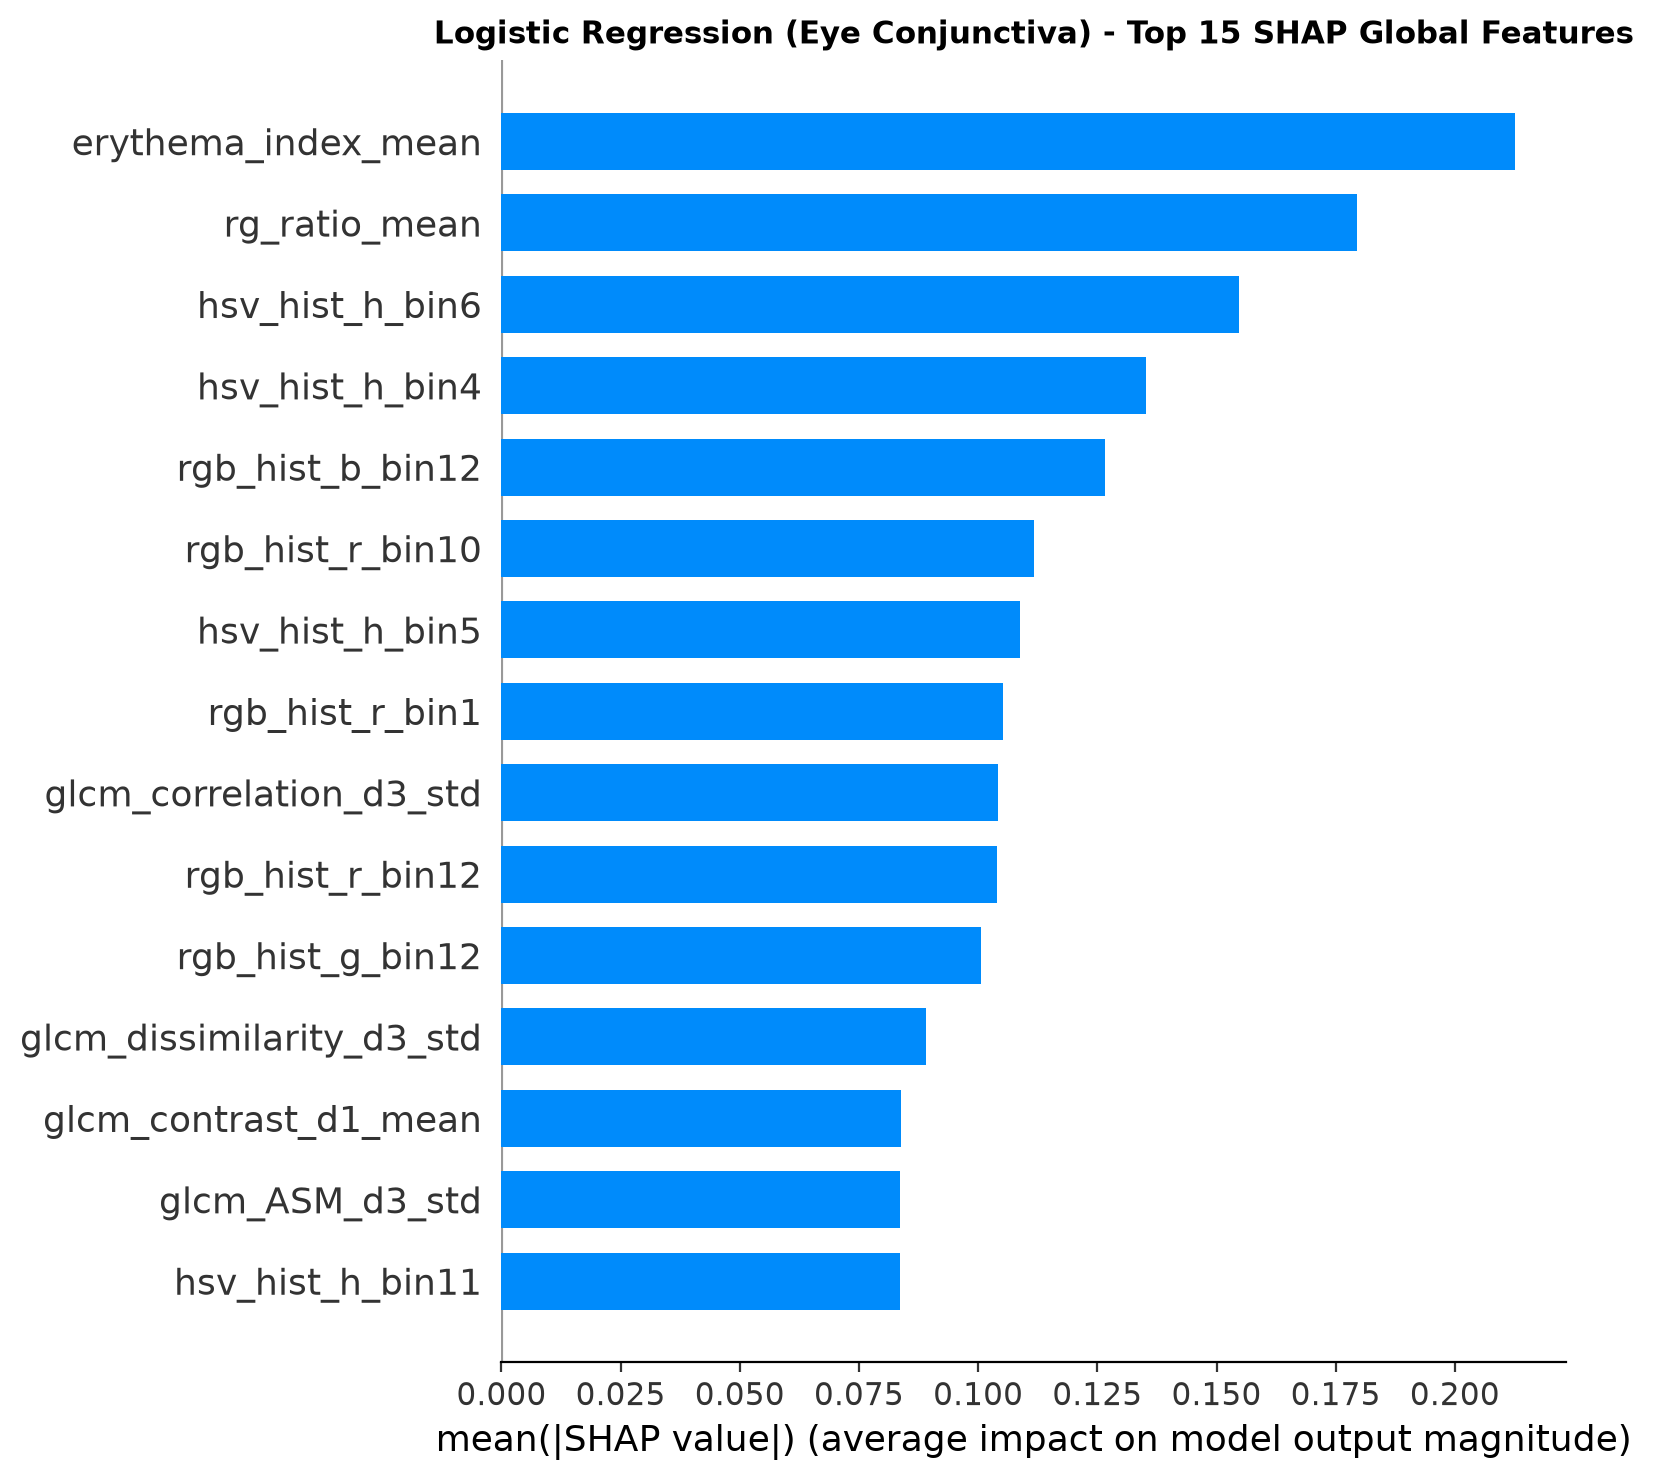 Logistic Regression (Eye Conjunctiva) - Top 15 SHAP Global Features
erythema_index_mean
rg_ratio_mean
hsv_hist_h_bin6
hsv_hist_h_bin4
rgb_hist_b_bin12
rgb_hist_r_bin10
hsv_hist_h_bin5
rgb_hist_r_bin1
glcm_correlation_d3_std
rgb_hist_r_bin12
rgb_hist_g_bin12
glcm_dissimilarity_d3_std
glcm_contrast_d1_mean
glcm_ASM_d3_std
hsv_hist_h_bin11
0.000 0.025 0.050 0.075 0.100 0.125 0.150 0.175 0.200
mean(|SHAP value|) (average impact on model output magnitude)